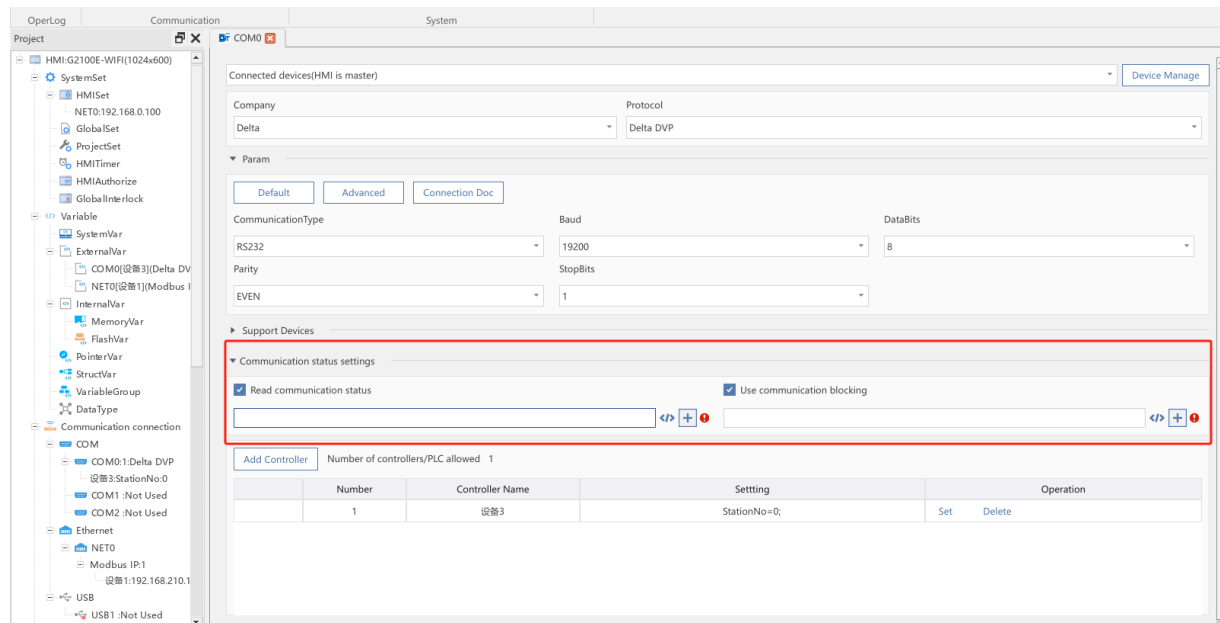 OperLog Communication System
Project
COM0
HMI:G2100E-WIFI(1024x600)
SystemSet
HMISet
NET0:192.168.0.100
GlobalSet
ProjectSet
HMITimer
HMIAuthorize
GlobalInterlock
Variable
SystemVar
ExternalVar
COM0[设备3](Delta DV
NET0[设备1](Modbus I
InternalVar
MemoryVar
FlashVar
PointerVar
StructVar
VariableGroup
DataType
Communication connection
COM
COM0:1:Delta DVP
设备3:StationNo:0
COM1 :Not Used
COM2 :Not Used
Ethernet
NET0
Modbus IP:1
设备1:192.168.210.1
USB
USB1 :Not Used
Connected devices(HMI is master) Device Manage
Company Protocol
Delta Delta DVP
Param
Default Advanced Connection Doc
CommunicationType Baud DataBits
RS232 19200 8
Parity StopBits
EVEN 1
Support Devices
Communication status settings
Read communication status Use communication blocking
Add Controller Number of controllers/PLC allowed 1
Number Controller Name Settting Operation
1 设备3 StationNo=0; Set Delete